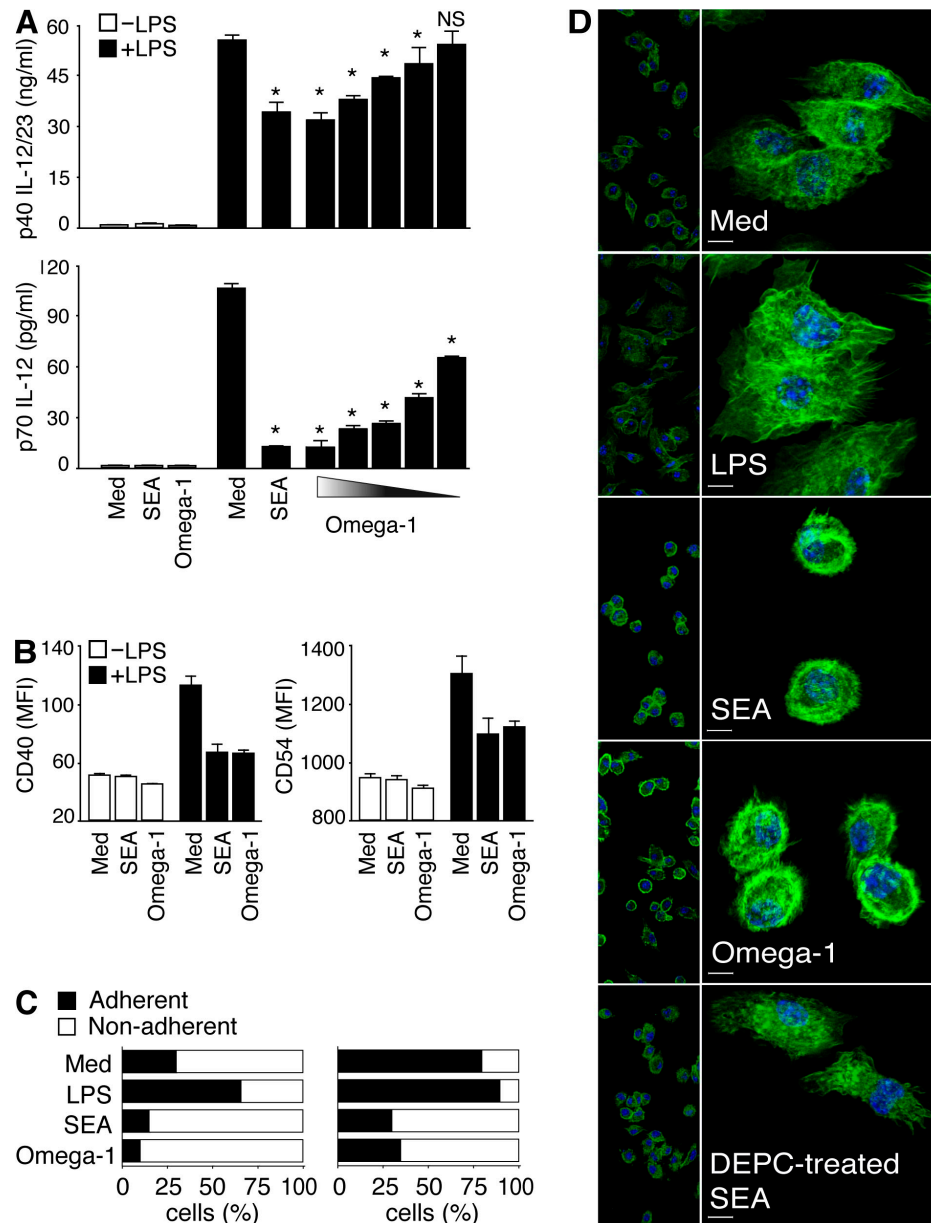 A
−LPS
+LPS
p40 IL-12/23 (ng/ml)
60
45
30
15
0
* * * * * NS
p70 IL-12 (pg/ml)
120
90
60
30
0
* * * * * *
Med SEA Omega-1 Med SEA
Omega-1
B
−LPS
+LPS
CD40 (MFI)
140
100
60
20
Med SEA Omega-1 Med SEA Omega-1
CD54 (MFI)
1400
1200
1000
800
Med SEA Omega-1 Med SEA Omega-1
C
Adherent
Non-adherent
Med
LPS
SEA
Omega-1
0 25 75 100
cells (%)
0 25 75 100
cells (%)
D
Med
LPS
SEA
Omega-1
DEPC-treated
SEA